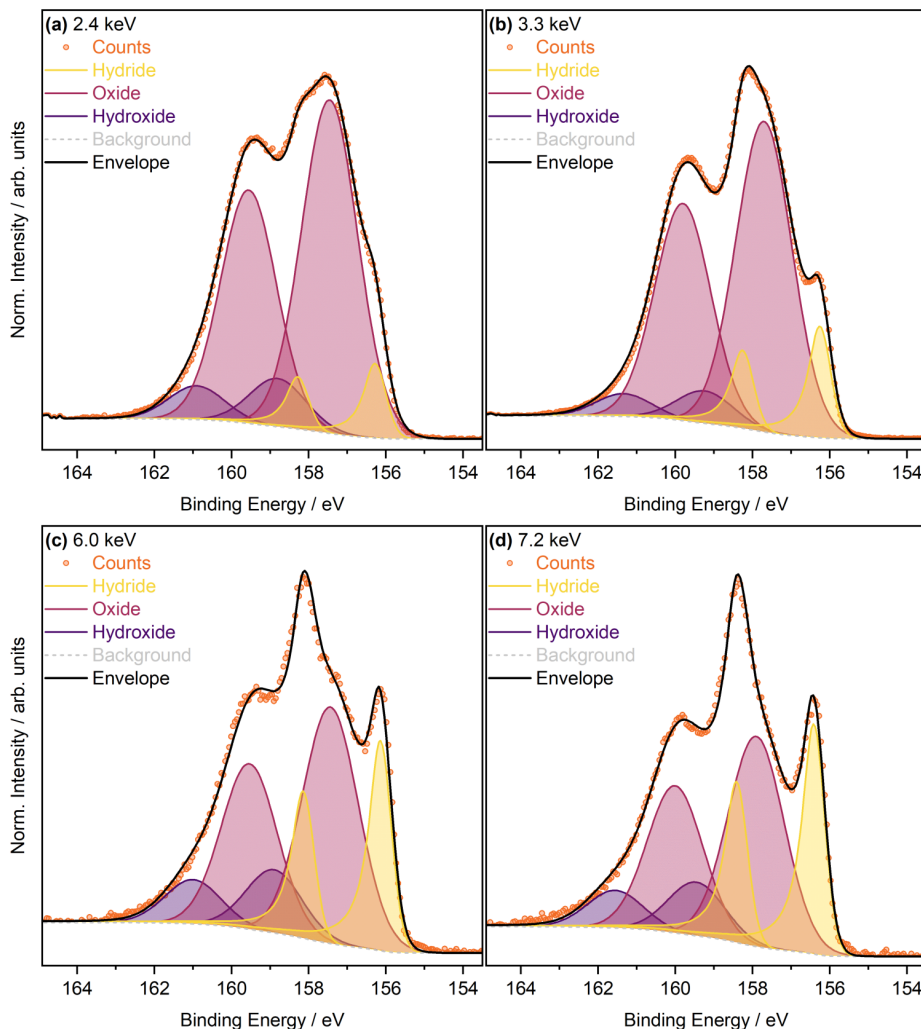 (a) 2.4 keV
Counts
Hydride
Oxide
Hydroxide
Background
Envelope
Norm. Intensity / arb. units
164 162 160 158 156 154
Binding Energy / eV
(b) 3.3 keV
Counts
Hydride
Oxide
Hydroxide
Background
Envelope
164 162 160 158 156 154
Binding Energy / eV
(c) 6.0 keV
Counts
Hydride
Oxide
Hydroxide
Background
Envelope
Norm. Intensity / arb. units
164 162 160 158 156 154
Binding Energy / eV
(d) 7.2 keV
Counts
Hydride
Oxide
Hydroxide
Background
Envelope
164 162 160 158 156 154
Binding Energy / eV